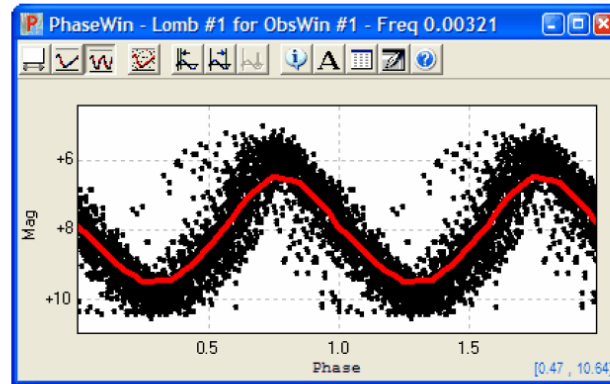 PhaseWin - Lomb #1 for ObsWin #1 - Freq 0.00321
+6
+8
+10
Mag
0.5 1.0 1.5
Phase
[0.47 , 10.64]